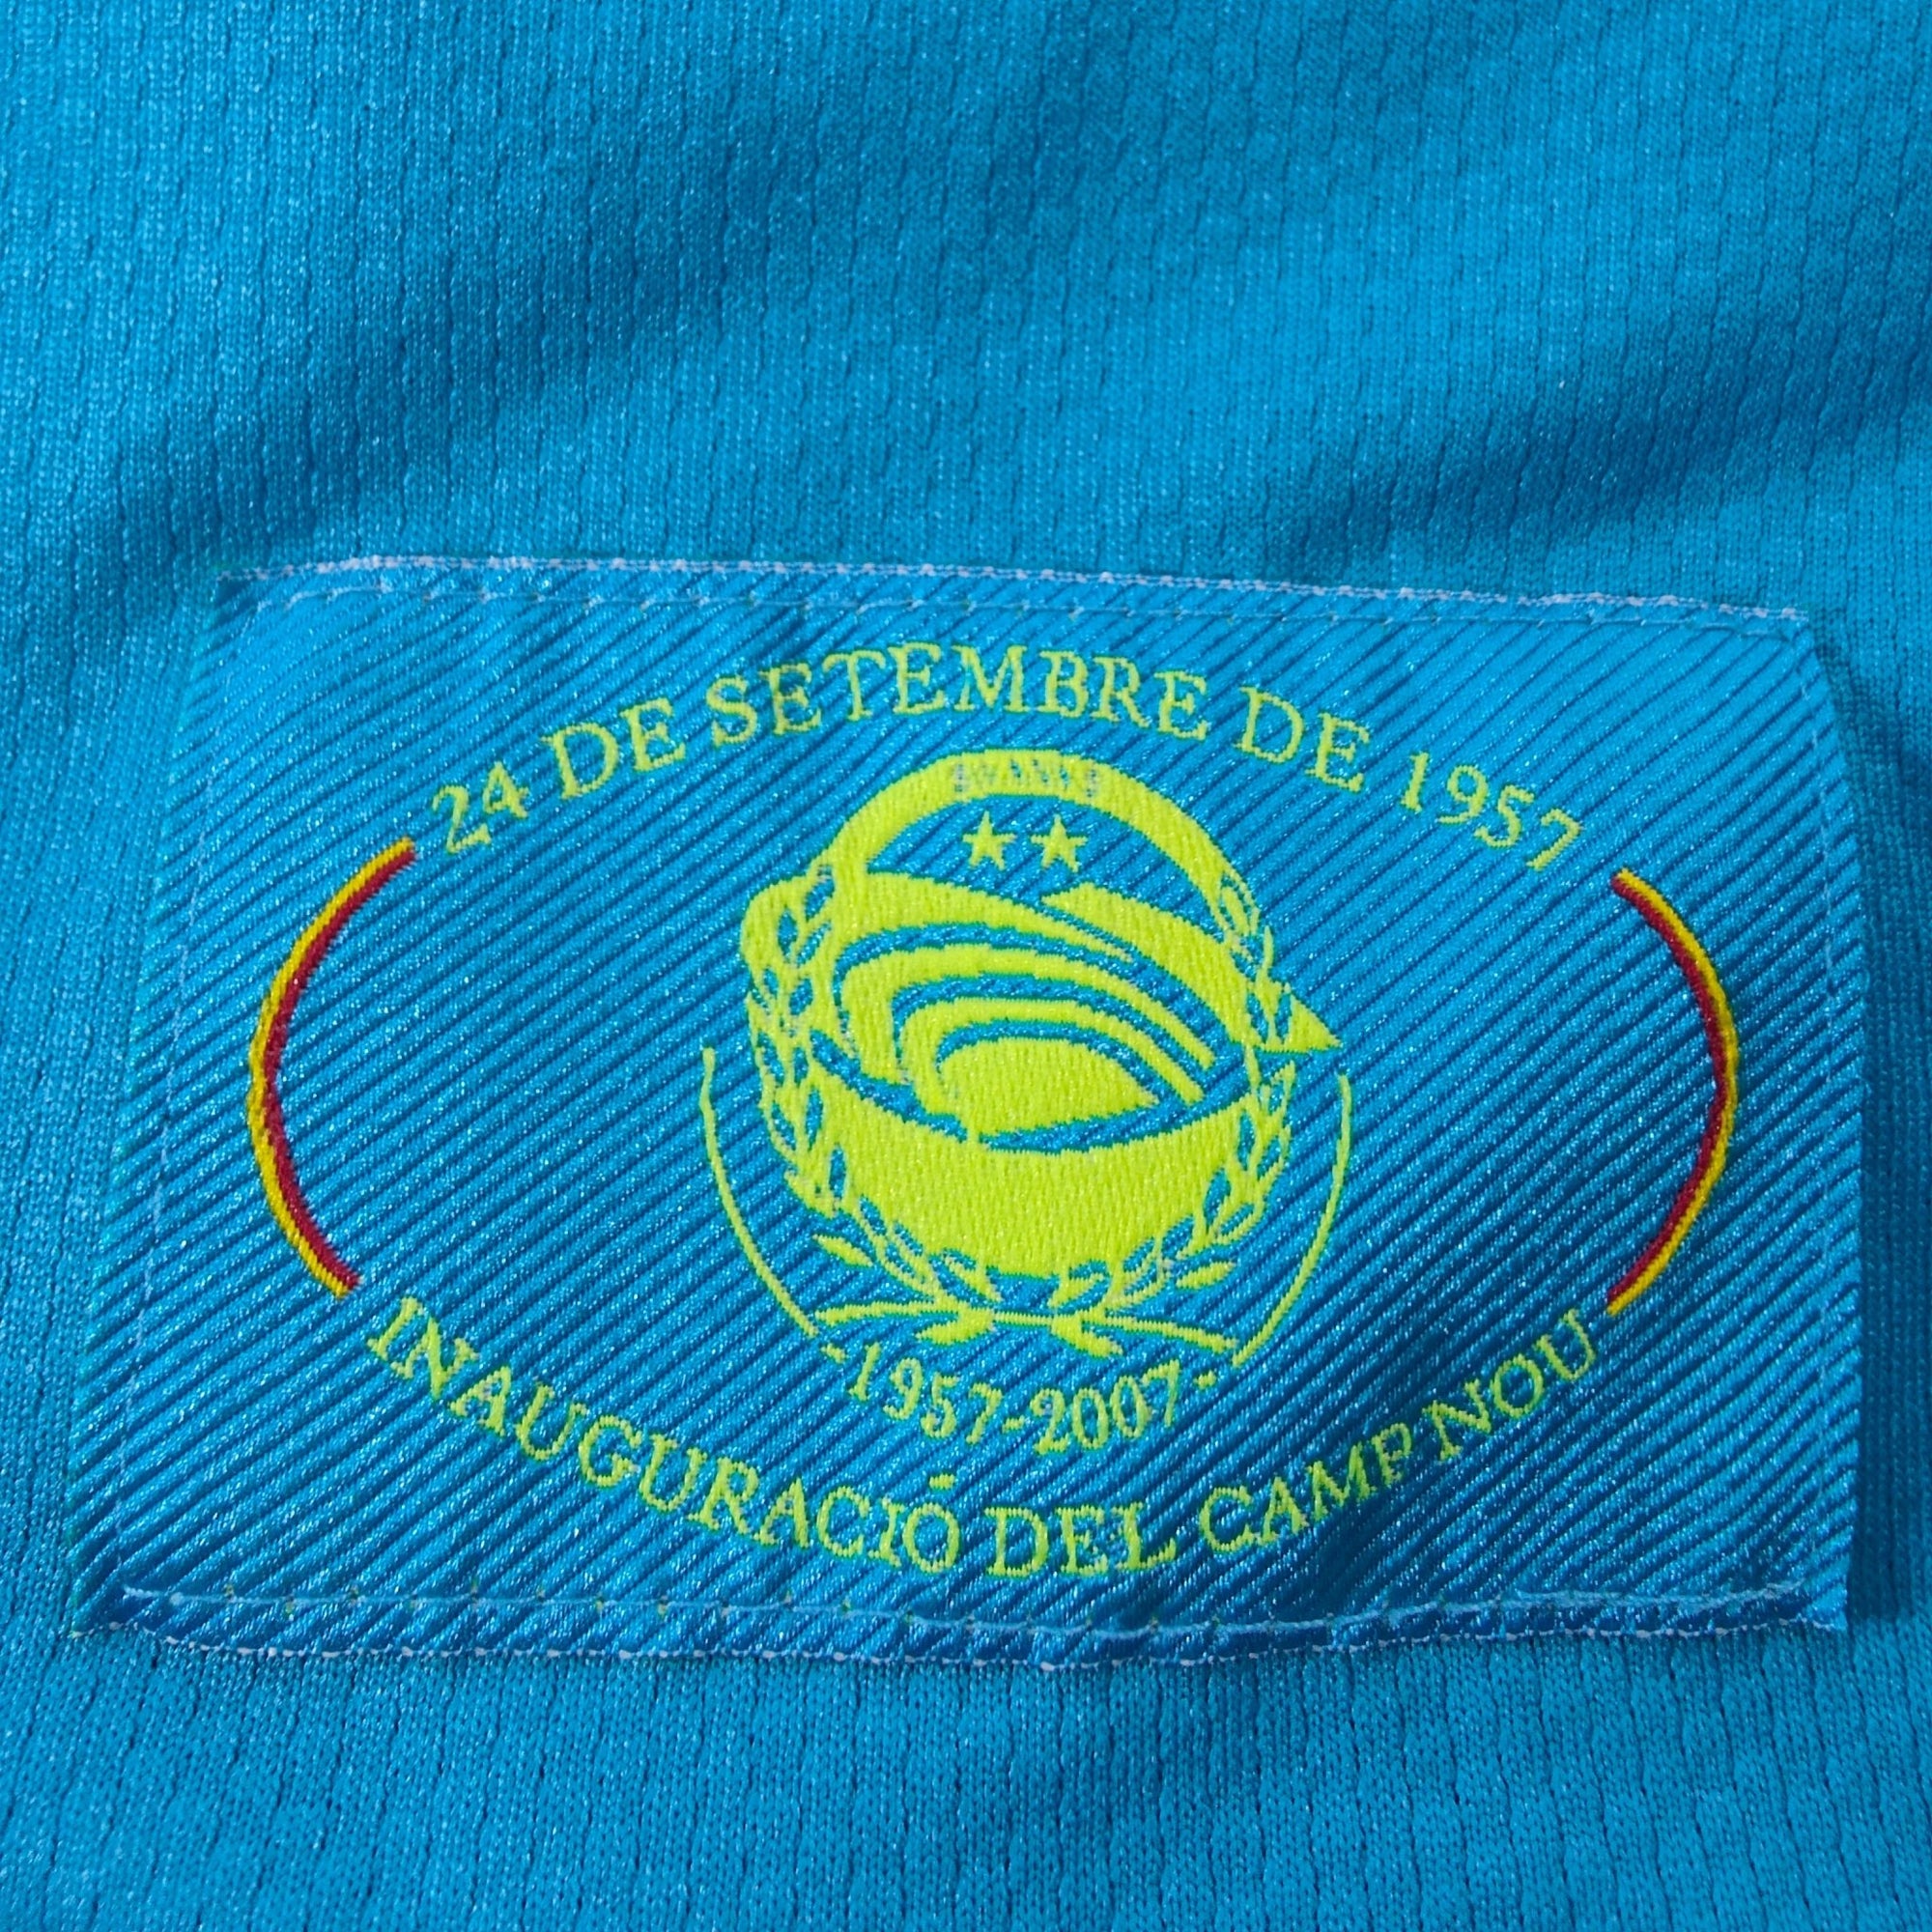 24 DE SETEMBRE DE 1957
-1957-2007-
INAUGURACIÓ DEL CAMP NOU